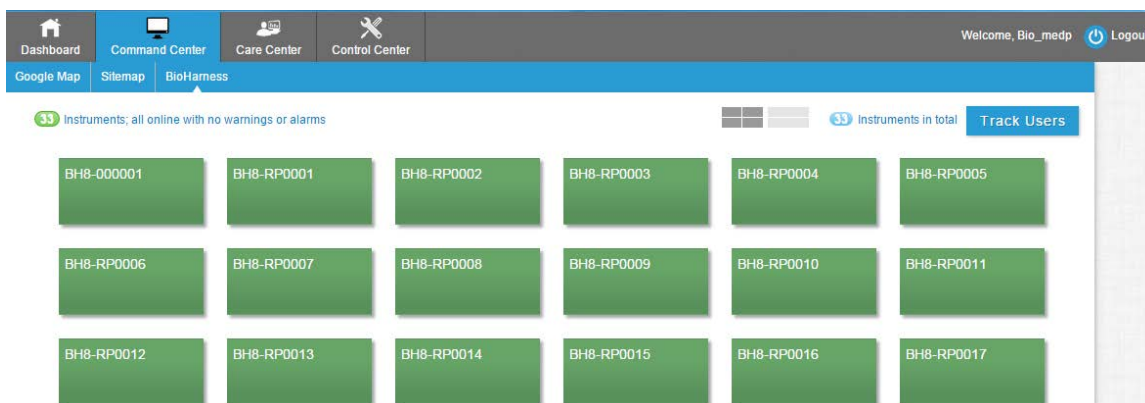 Dashboard Command Center Care Center Control Center Welcome, Bio_medp Logou
Google Map Sitemap BioHarness
33 Instruments; all online with no warnings or alarms 33 Instruments in total Track Users
BH8-000001 BH8-RP0001 BH8-RP0002 BH8-RP0003 BH8-RP0004 BH8-RP0005
BH8-RP0006 BH8-RP0007 BH8-RP0008 BH8-RP0009 BH8-RP0010 BH8-RP0011
BH8-RP0012 BH8-RP0013 BH8-RP0014 BH8-RP0015 BH8-RP0016 BH8-RP0017